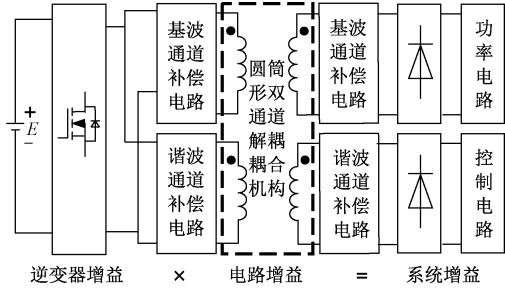 E
基波
通道
补偿
电路
谐波
通道
补偿
电路
圆筒
形双
通道
解耦
耦合
机构
基波
通道
补偿
电路
谐波
通道
补偿
电路
功
率
电
路
控
制
电
路
逆变器增益 × 电路增益 = 系统增益